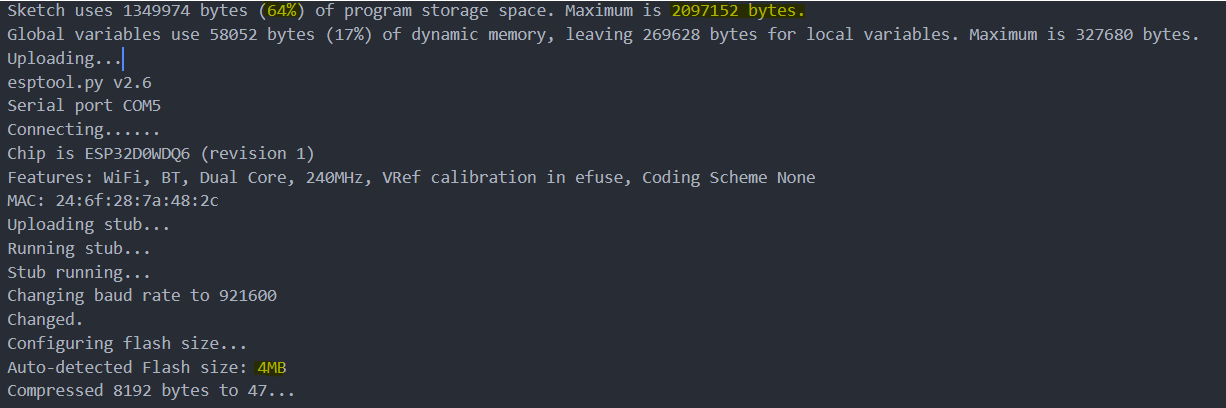 Sketch uses 1349974 bytes (64%) of program storage space. Maximum is 2097152 bytes.
Global variables use 58052 bytes (17%) of dynamic memory, leaving 269628 bytes for local variables. Maximum is 327680 bytes.
Uploading...
esptool.py v2.6
Serial port COM5
Connecting......
Chip is ESP32D0WDQ6 (revision 1)
Features: WiFi, BT, Dual Core, 240MHz, VRef calibration in efuse, Coding Scheme None
MAC: 24:6f:28:7a:48:2c
Uploading stub...
Running stub...
Stub running...
Changing baud rate to 921600
Changed.
Configuring flash size...
Auto-detected Flash size: 4MB
Compressed 8192 bytes to 47...